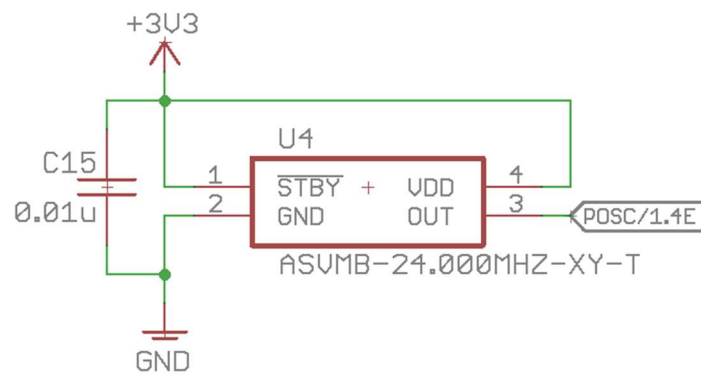 +3V3
U4
C15
0.01u
1
STBY
VDD
4
2
GND
OUT
3
POSC/1.4E
ASVMB-24.000MHZ-XY-T
GND